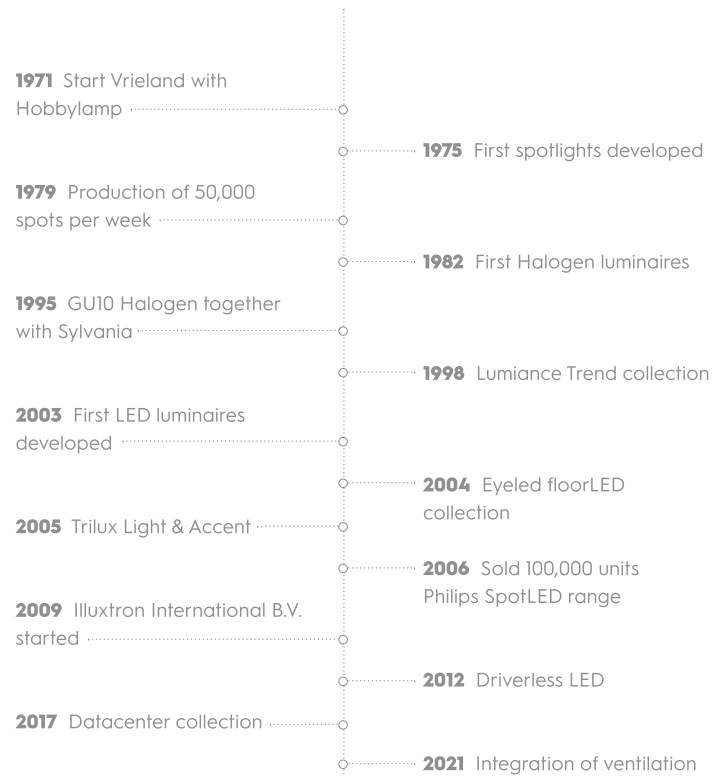 1971 Start Vrieland with
Hobbylamp
1975 First spotlights developed
1979 Production of 50,000
spots per week
1982 First Halogen luminaires
1995 GU10 Halogen together
with Sylvania
1998 Lumiance Trend collection
2003 First LED luminaires
developed
2004 Eyeled floorLED
collection
2005 Trilux Light & Accent
2006 Sold 100,000 units
Philips SpotLED range
2009 Illuxtron International B.V.
started
2012 Driverless LED
2017 Datacenter collection
2021 Integration of ventilation